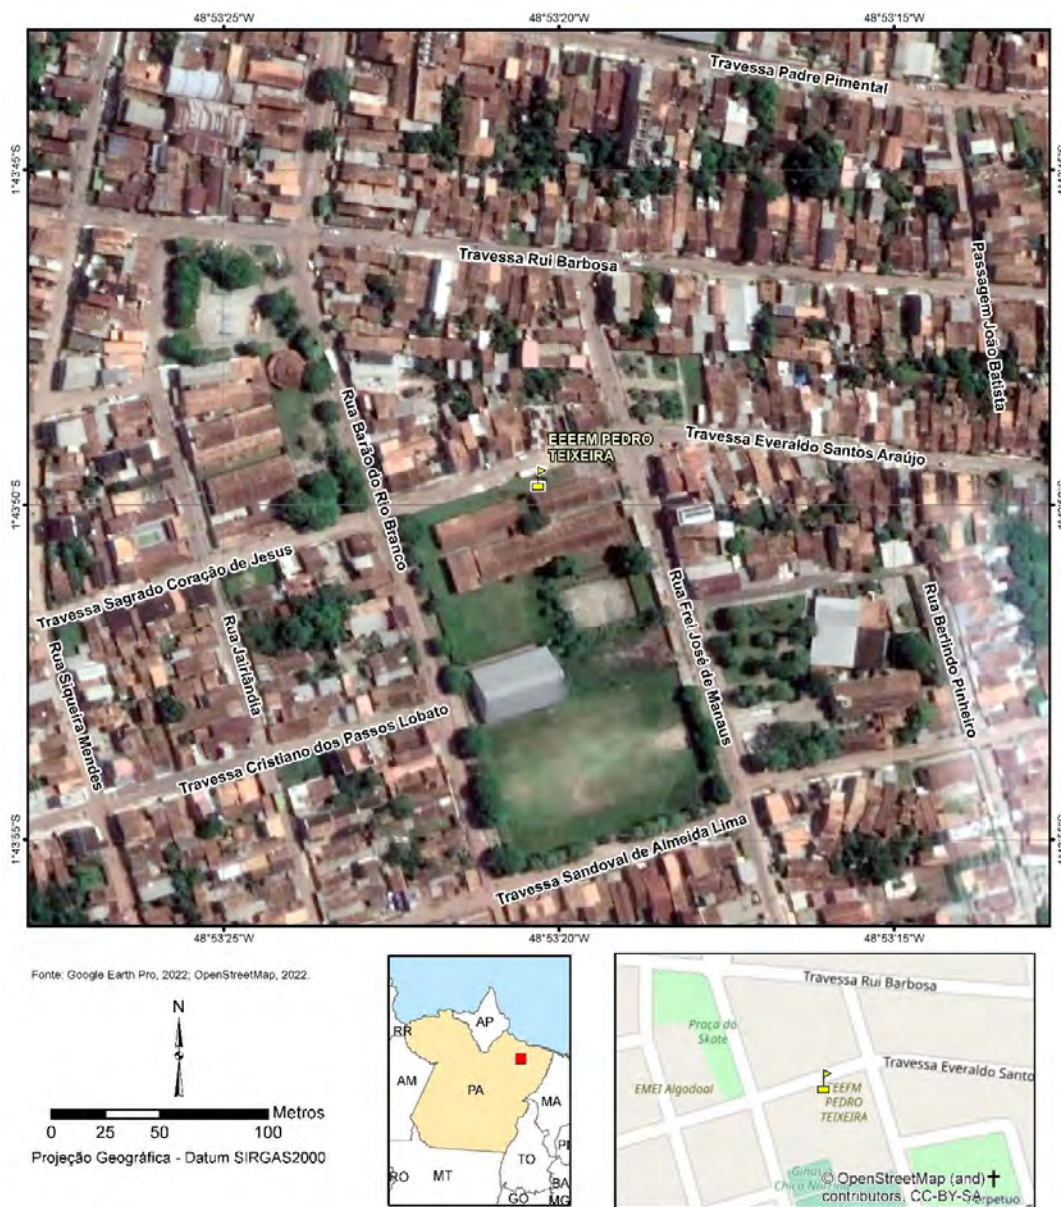 48°53'25"W
48°53'20"W
48°53'15"W
Travessa Padre Pimental
1°43'45"S
Travessa Rui Barbosa
Passagem João Batista
Rua Barão do Rio Branco
EEEFM PEDRO
TEIXEIRA
Travessa Everaldo Santos Araújo
1°43'50"S
Travessa Sagrado Coração de Jesus
Rua Siqueira Mendes
Rua Jairlândia
Rua Frei José de Manaus
Rua Berlindo Pinheiro
Travessa Cristiano dos Passos Lobato
1°43'55"S
Travessa Sandoval de Almeida Lima
48°53'25"W
48°53'20"W
48°53'15"W
Fonte: Google Earth Pro, 2022; OpenStreetMap, 2022.
N
Metros
0 25 50 100
Projeção Geográfica - Datum SIRGAS2000
RR
AP
AM
PA
MA
PI
TO
RO
MT
BA
GO
MG
Travessa Rui Barbosa
Praça do
Skate
Travessa Everaldo Santo
EMEI Algodoal
EEFM
PEDRO
TEIXEIRA
© OpenStreetMap (and)
contributors, CC-BY-SA
Perpetuo